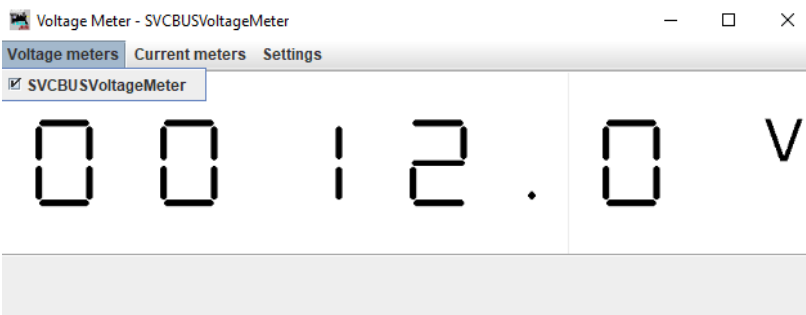 Voltage Meter - SVCBUSVoltageMeter
Voltage meters Current meters Settings
SVCBUSVoltageMeter
0012.0 V